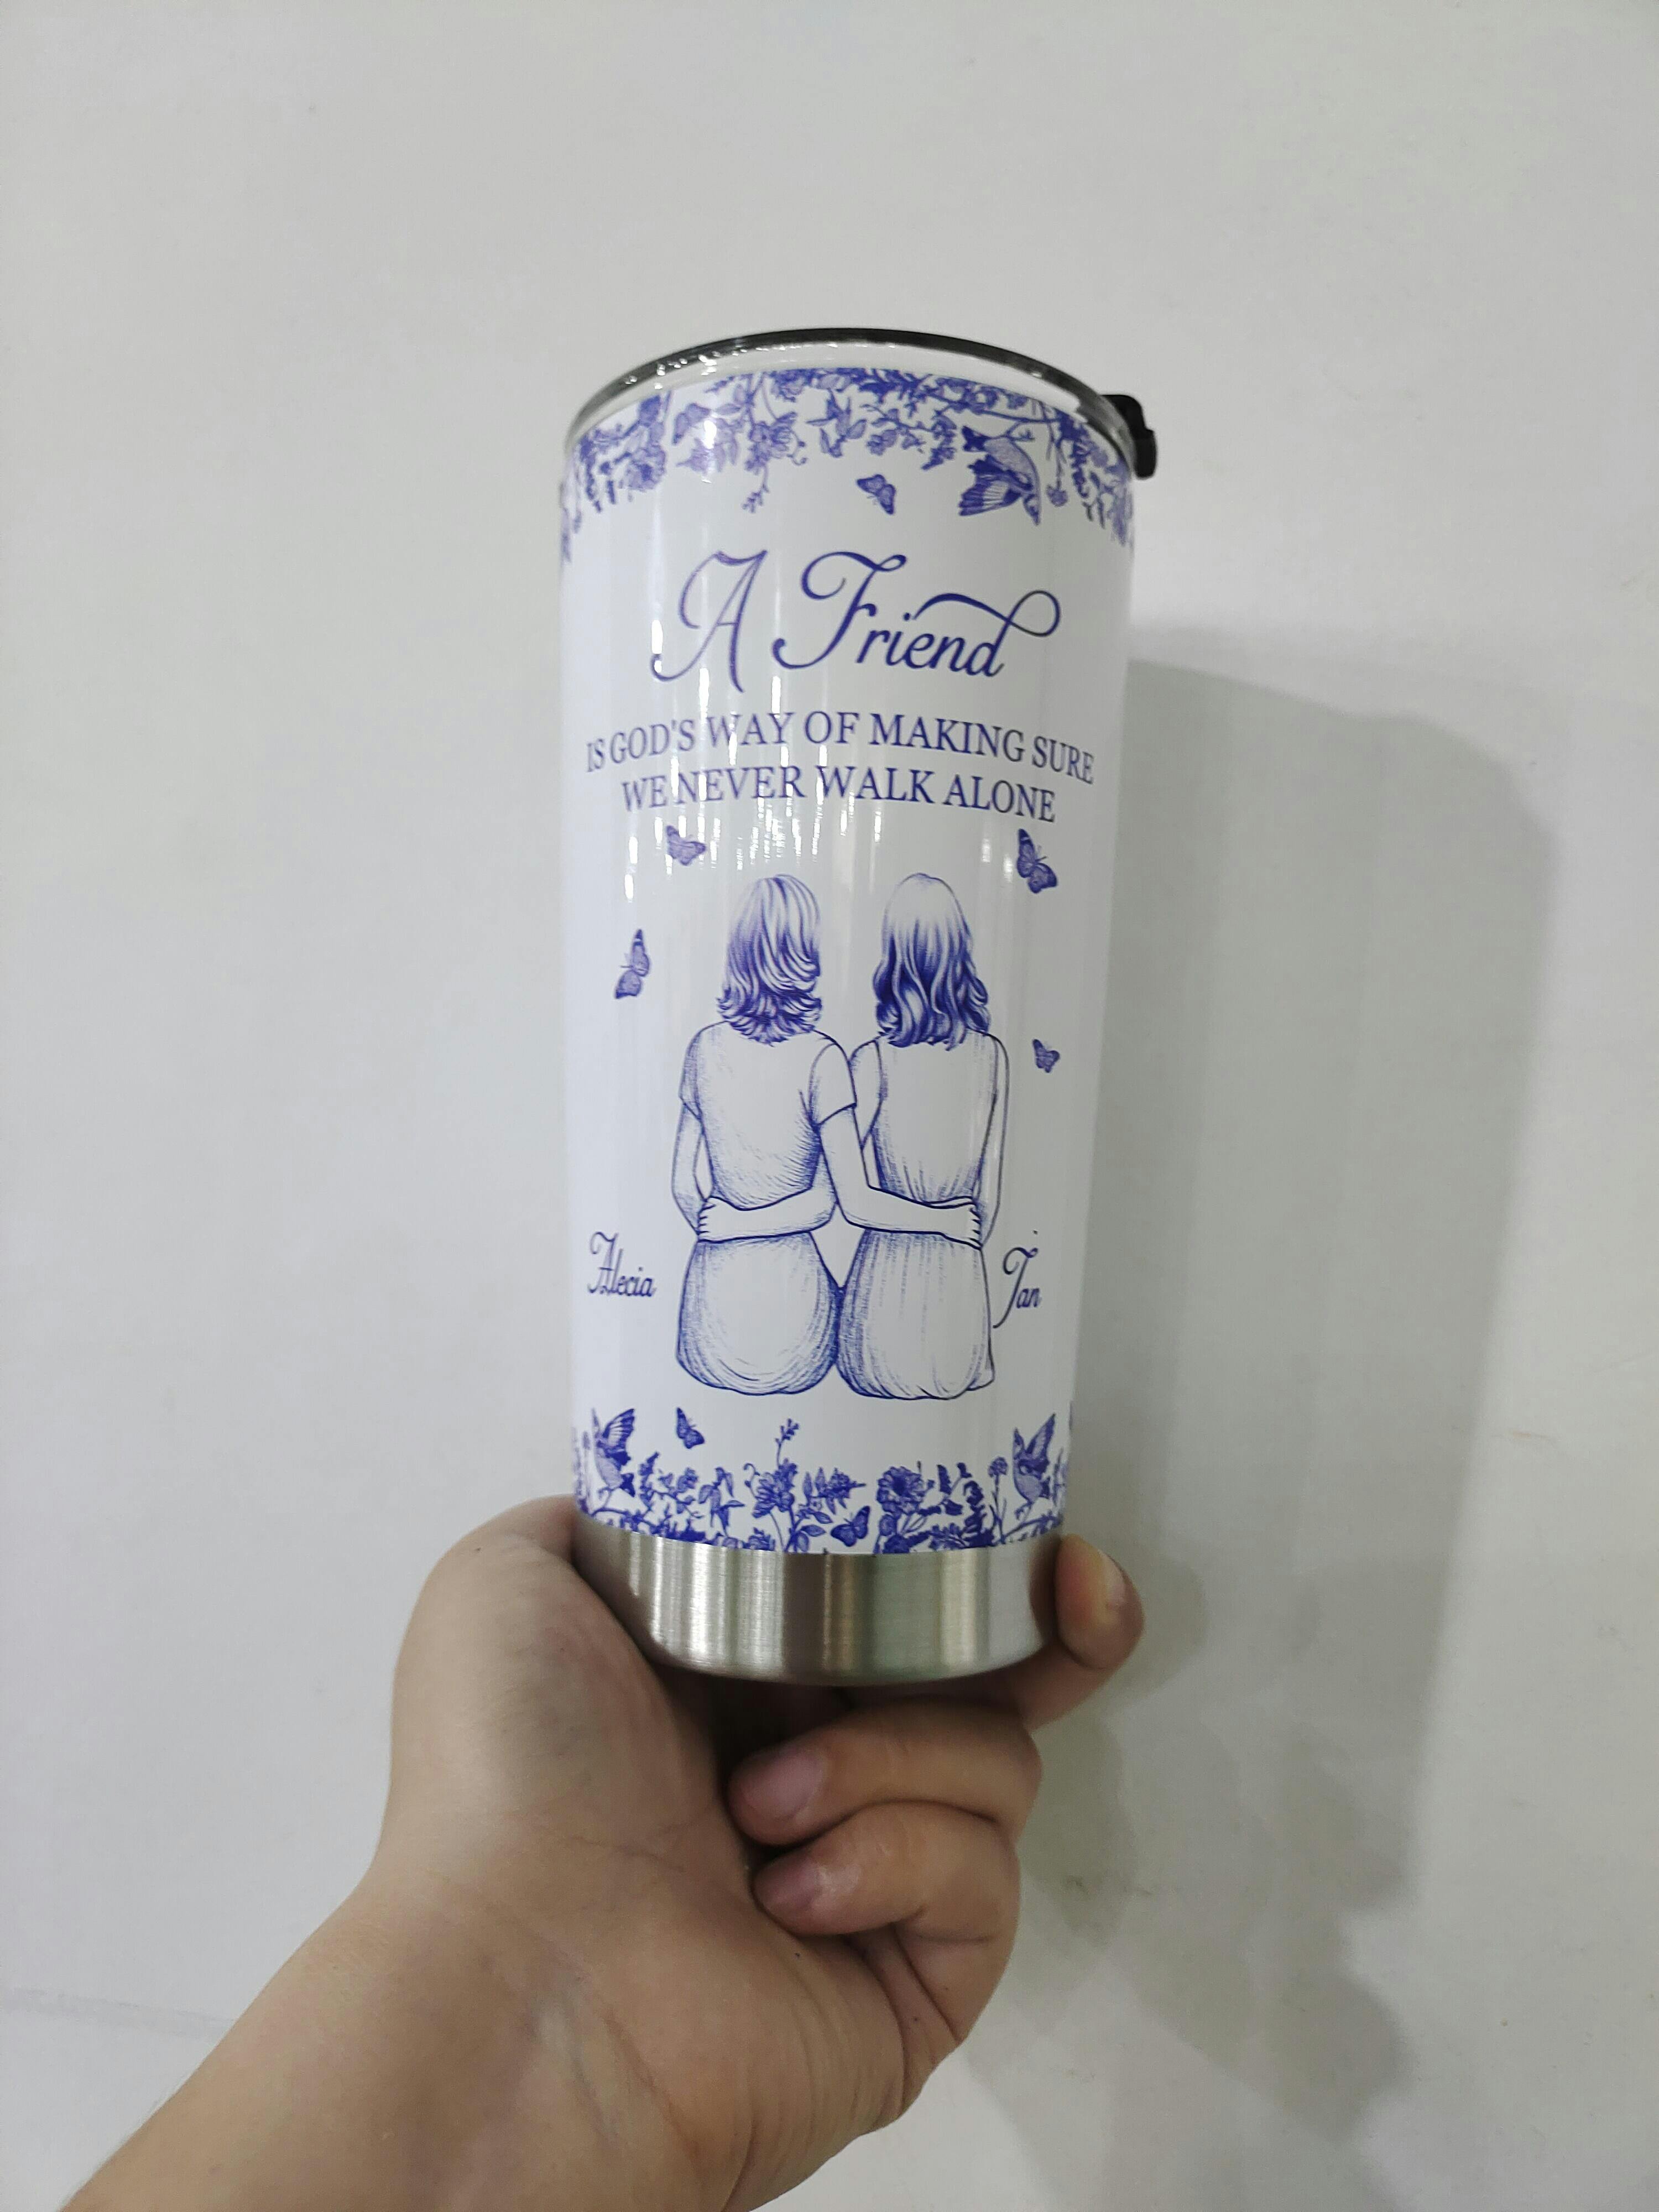 A Friend
IS GOD'S WAY OF MAKING SURE
WE NEVER WALK ALONE
Alecia
Jan